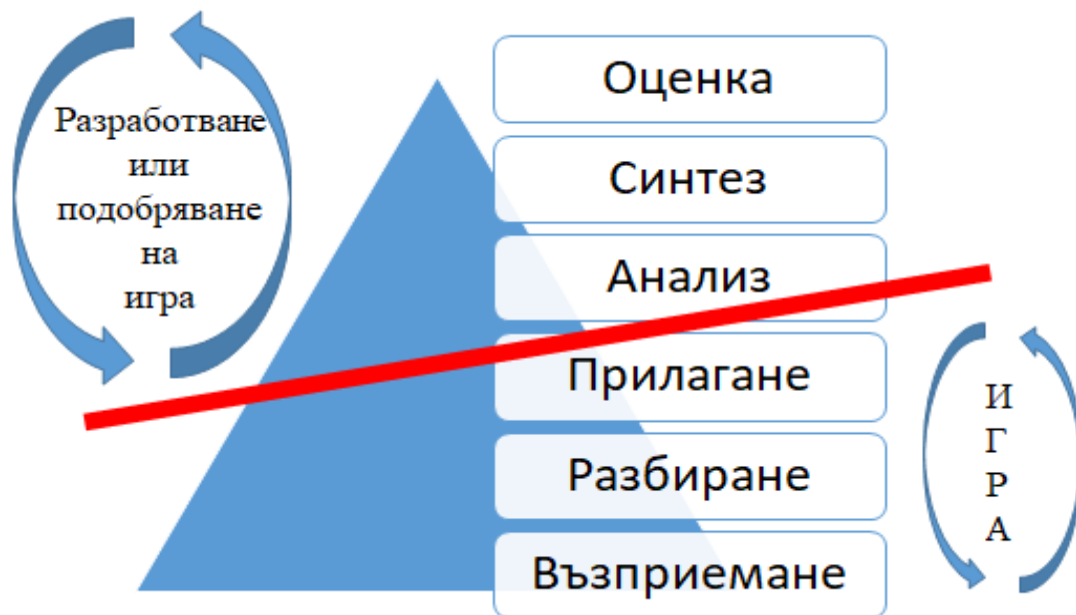 Разработване
или
подобряване
на
игра
Оценка
Синтез
Анализ
Прилагане
Разбиране
Възприемане
И
Г
Р
А